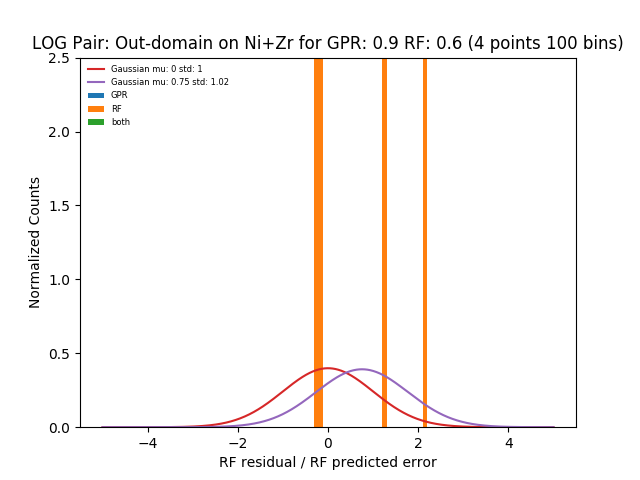 LOG Pair: Out-domain on Ni+Zr for GPR: 0.9 RF: 0.6 (4 points 100 bins)
Gaussian mu: 0 std: 1
Gaussian mu: 0.75 std: 1.02
GPR
RF
both
Normalized Counts
2.5
2.0
1.5
1.0
0.5
0.0
−4 −2 0 2 4
RF residual / RF predicted error